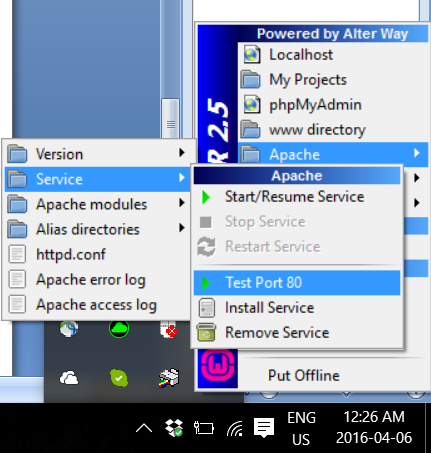 Powered by Alter Way
Localhost
My Projects
phpMyAdmin
www directory
Apache
R 2.5
Version
Service
Apache modules
Alias directories
httpd.conf
Apache error log
Apache access log
Apache
Start/Resume Service
Stop Service
Restart Service
Test Port 80
Install Service
Remove Service
Put Offline
ENG
US
12:26 AM
2016-04-06